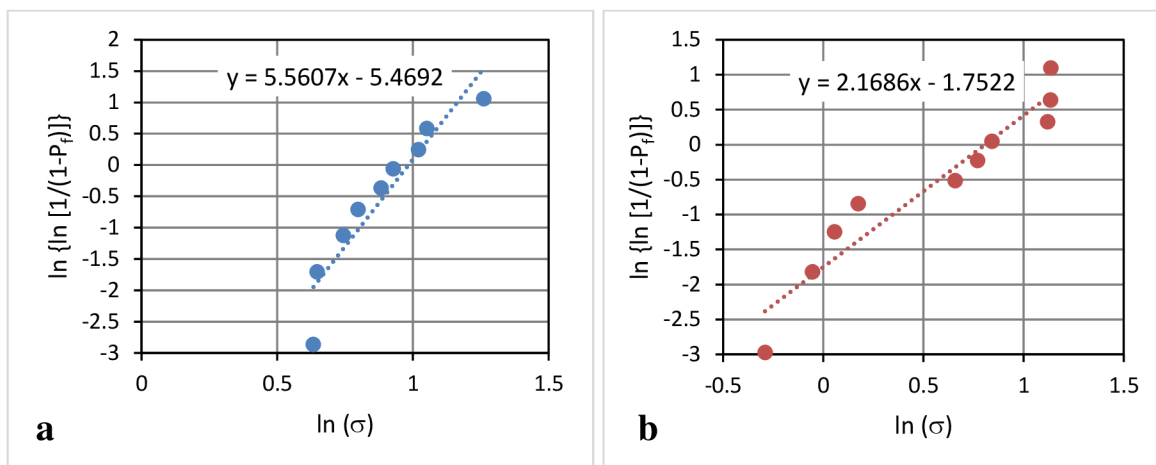 2
1.5
1
0.5
0
-0.5
-1
-1.5
-2
-2.5
-3
y = 5.5607x - 5.4692
ln {ln [1/(1-Pf)]}
0 0.5 1 1.5
ln (σ)
a
1.5
1
0.5
0
-0.5
-1
-1.5
-2
-2.5
-3
y = 2.1686x - 1.7522
ln {ln [1/(1-Pf)]}
-0.5 0 0.5 1 1.5
ln (σ)
b